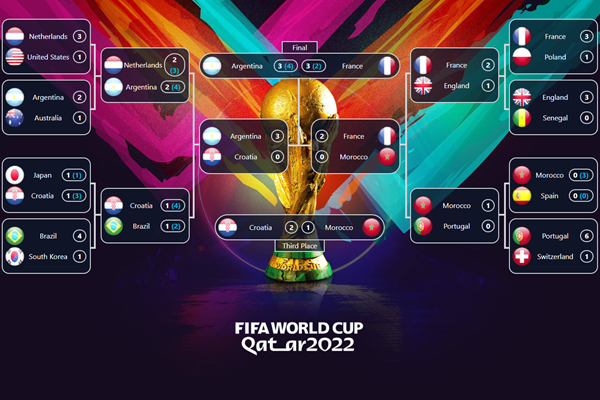 Final
Netherlands 3
United States 1
Argentina 2
Australia 1
Japan 1 (1)
Croatia 1 (3)
Brazil 4
South Korea 1
Netherlands 2 (3)
Argentina 2 (4)
Croatia 1 (4)
Brazil 1 (2)
Argentina 3 (4) 3 (2) France
Argentina 3
Croatia 0
2 France
0 Morocco
Croatia 2 1 Morocco
Third Place
WORLD CUP
France 2
England 1
Morocco 1
Portugal 0
France 3
Poland 1
England 3
Senegal 0
Morocco 0 (3)
Spain 0 (0)
Portugal 6
Switzerland 1
FIFA WORLD CUP
Qatar2022